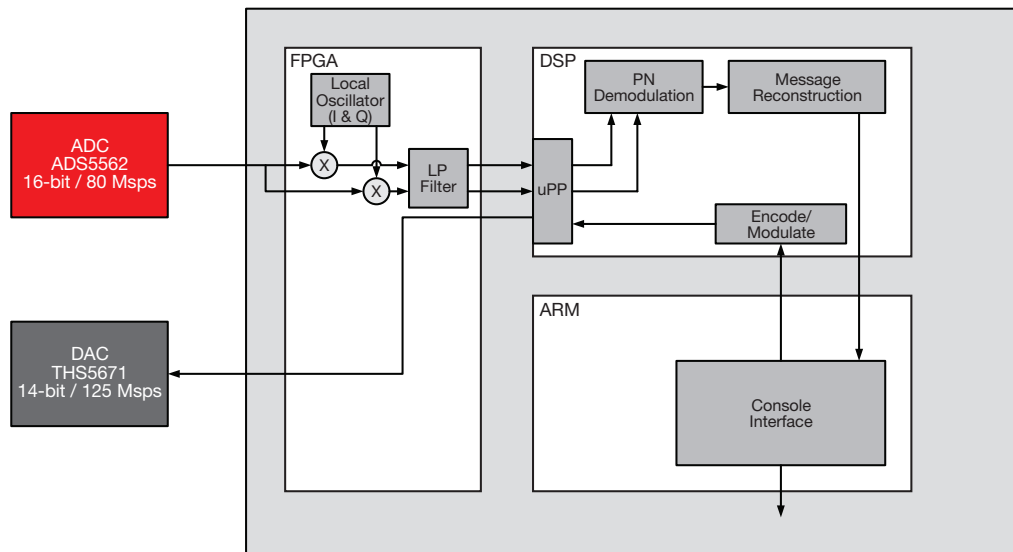 FPGA
Local
Oscillator
(I & Q)
X
X
LP
Filter
ADC
ADS5562
16-bit / 80 Msps
DAC
THS5671
14-bit / 125 Msps
DSP
PN
Demodulation
Message
Reconstruction
uPP
Encode/
Modulate
ARM
Console
Interface